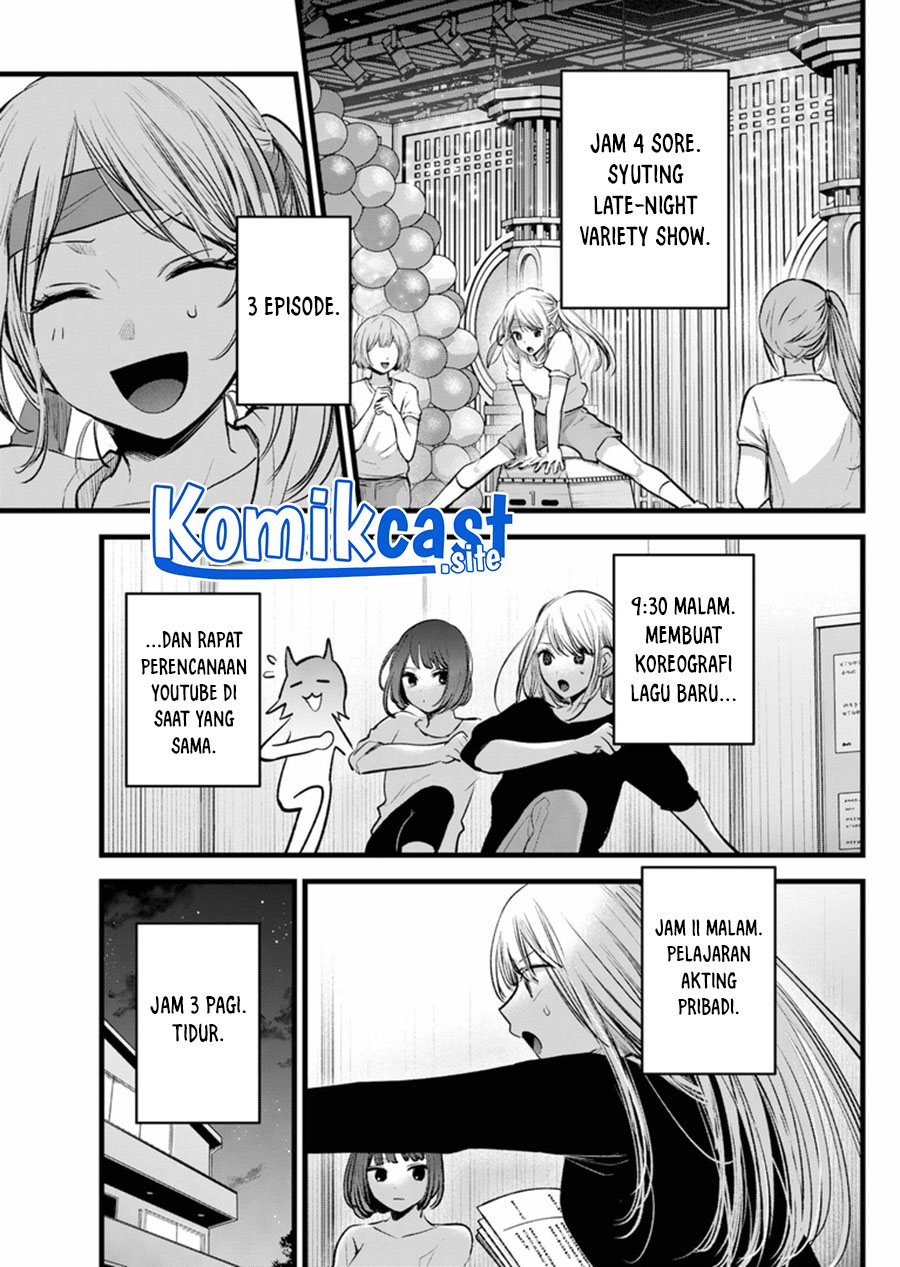 JAM 4 SORE.
SYUTING
LATE-NIGHT
VARIETY SHOW.
3 EPISODE.
1
Komikcast
.site
9:30 MALAM.
MEMBUAT
KOREOGRAFI
LAGU BARU...
...DAN RAPAT
PERENCANAAN
YOUTUBE DI
SAAT YANG
SAMA.
JAM 11 MALAM.
PELAJARAN
AKTING
PRIBADI.
JAM 3 PAGI.
TIDUR.